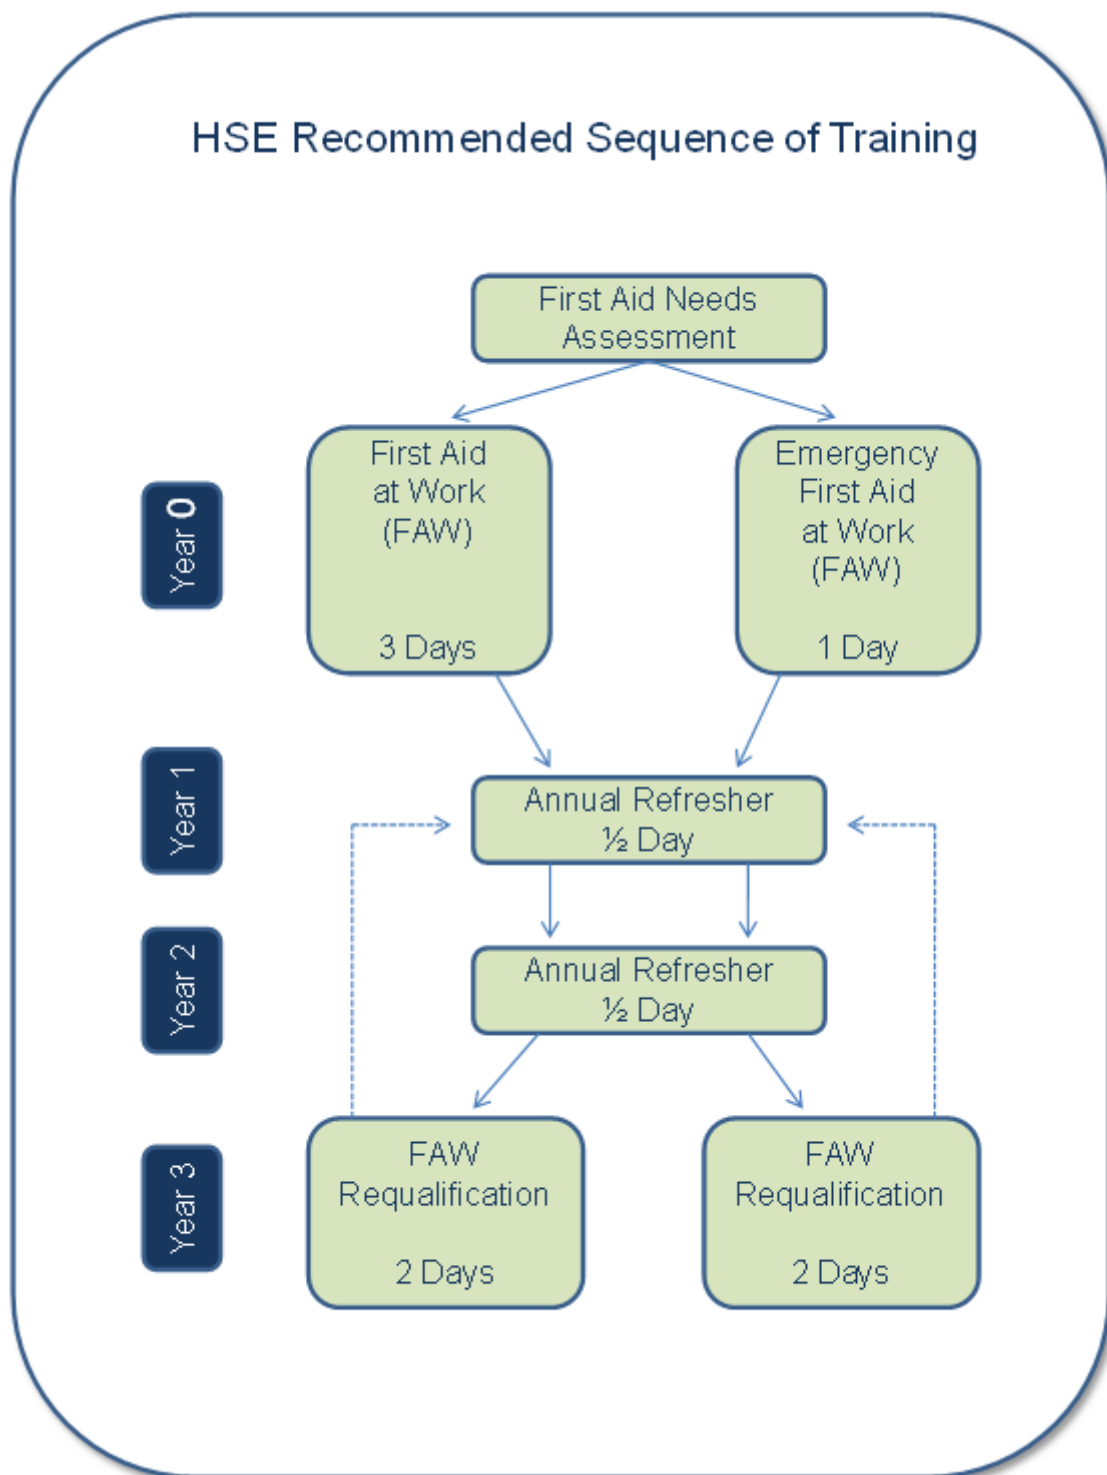 HSE Recommended Sequence of Training
First Aid Needs
Assessment
Year 0
First Aid
at Work
(FAW)
3 Days
Emergency
First Aid
at Work
(FAW)
1 Day
Year 1
Annual Refresher
½ Day
Year 2
Annual Refresher
½ Day
Year 3
FAW
Requalification
2 Days
FAW
Requalification
2 Days